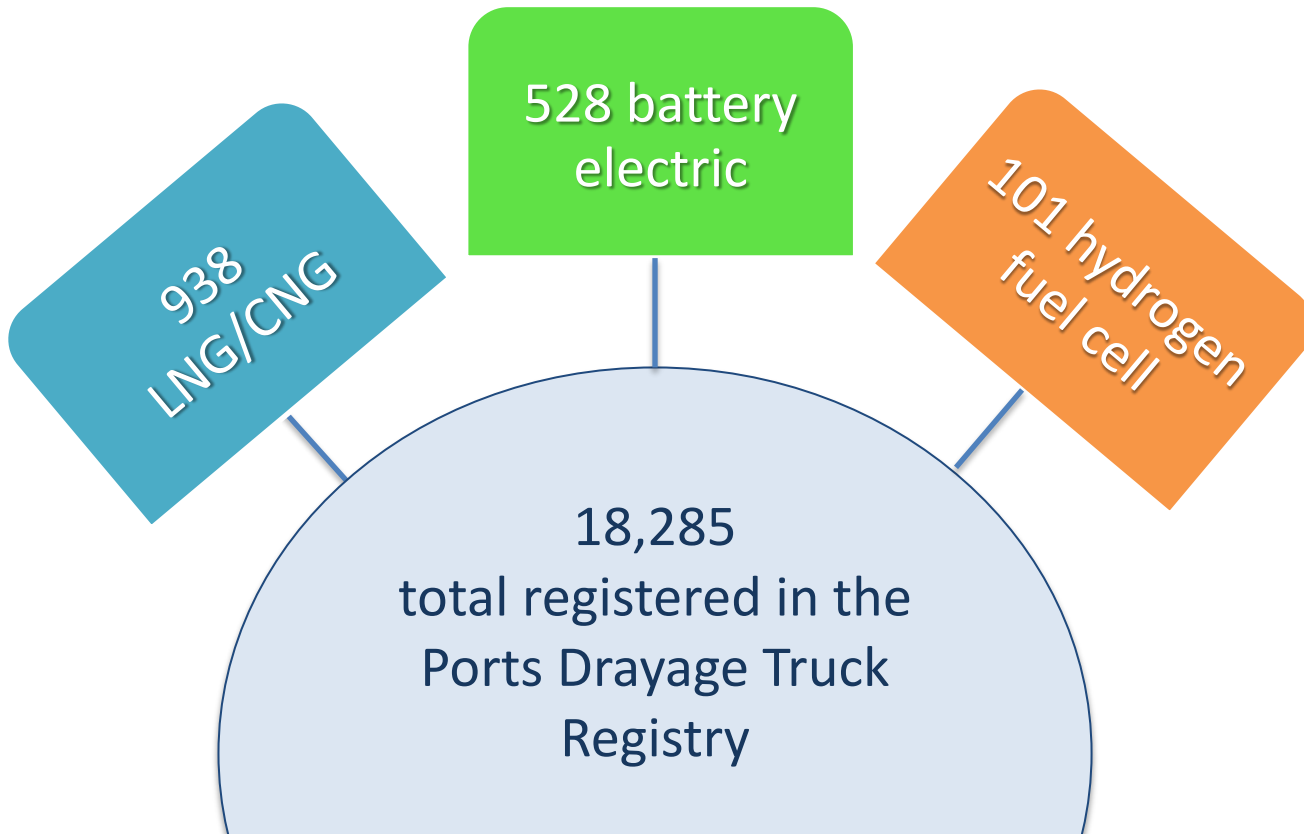 938
LNG/CNG
528 battery
electric
101 hydrogen
fuel cell
18,285
total registered in the
Ports Drayage Truck
Registry